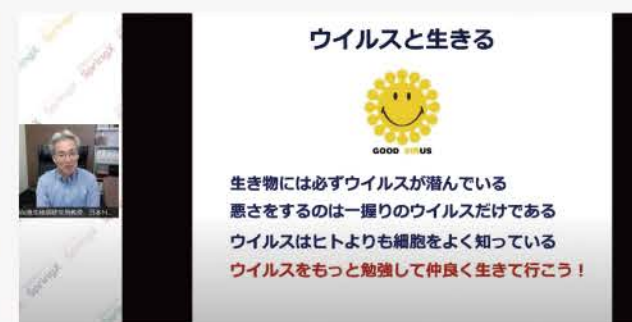 SpringX
ウイルスと生きる
GOOD VIRUS
生き物には必ずウイルスが潜んでいる
悪さをするのは一握りのウイルスだけである
ウイルスはヒトよりも細胞をよく知っている
ウイルスをもっと勉強して仲良く生きて行こう！